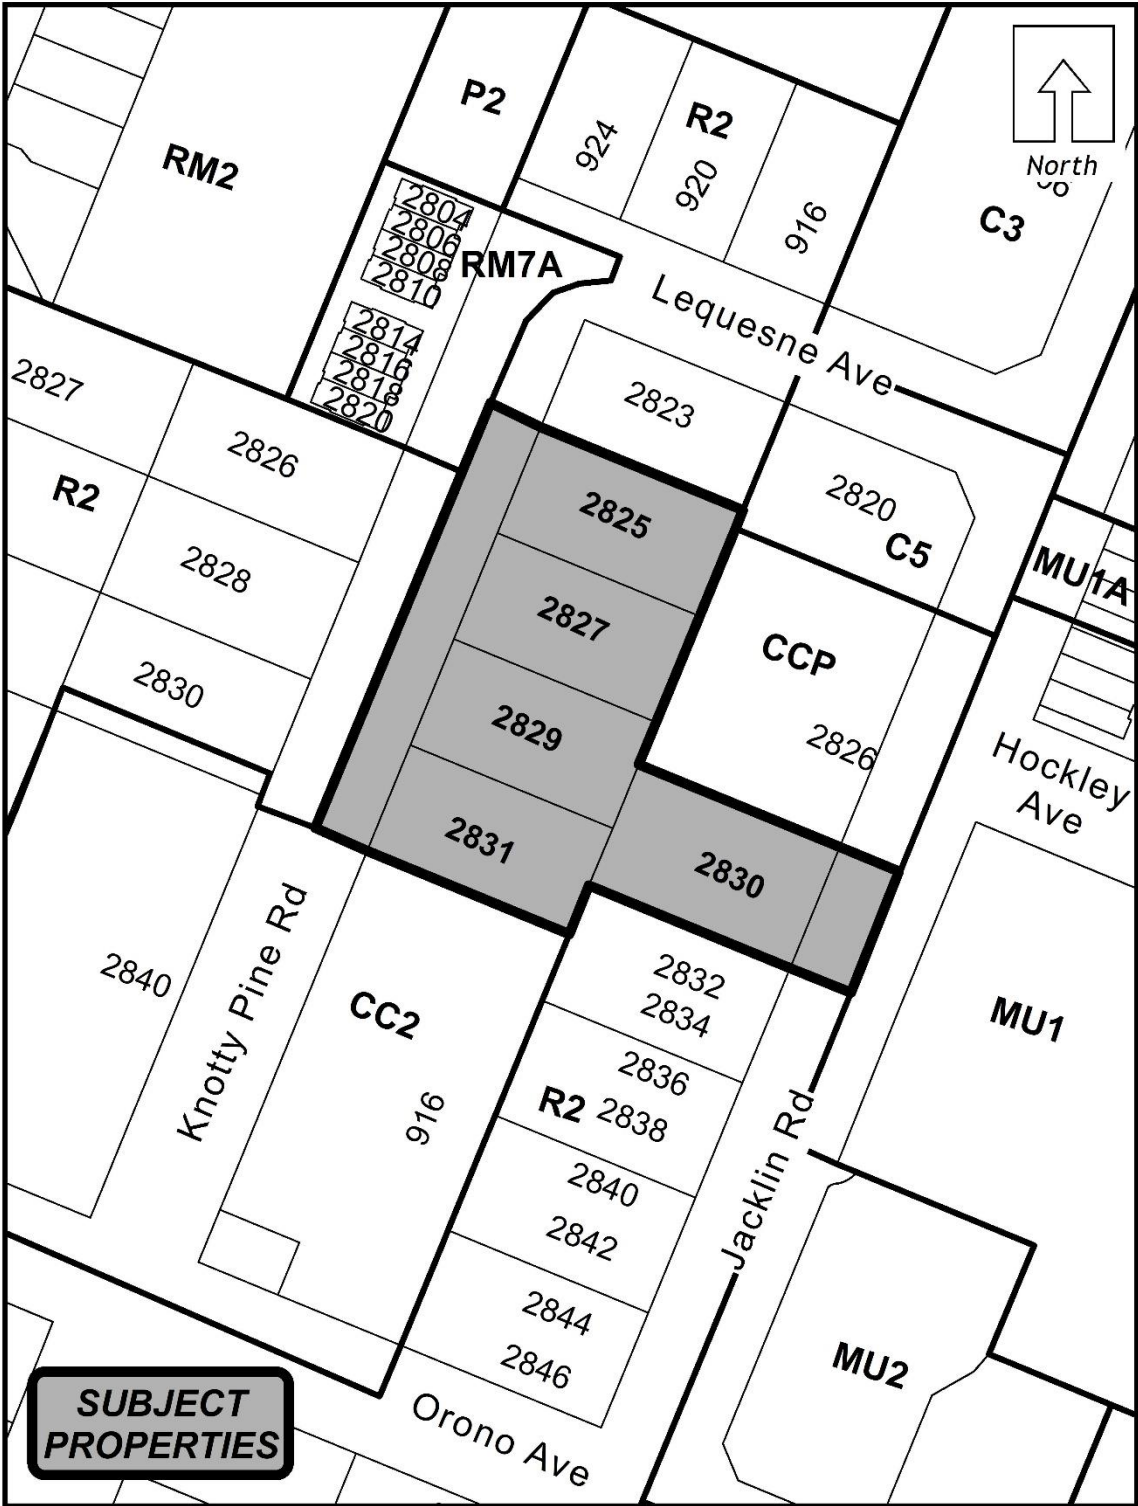 P2
R2
924
920
916
North
C3
RM2
2804
2806
2808
2810
RM7A
2814
2816
2818
2820
Lequesne Ave
2827
2826
2823
R2
2825
2820
C5
MU1A
2828
2827
CCP
2830
2829
2826
Hockley
Ave
2831
2830
Knotty Pine Rd
2840
CC2
916
2832
2834
2836
R2
2838
2840
2842
2844
2846
MU1
Jacklin Rd
MU2
Orono Ave
SUBJECT
PROPERTIES